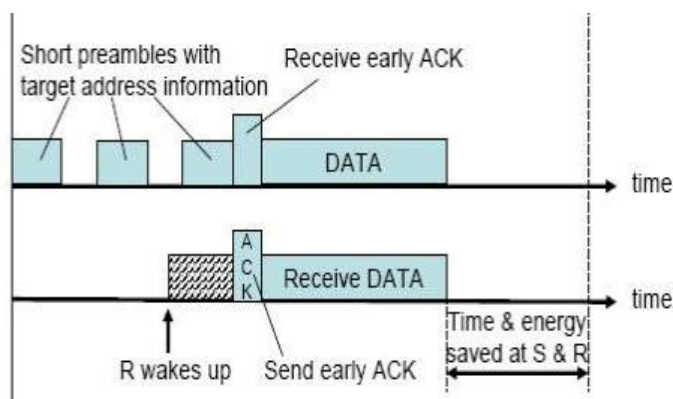 Short preambles with
target address information
Receive early ACK
DATA
time
A
C
K
Receive DATA
time
R wakes up
Send early ACK
Time & energy
saved at S & R